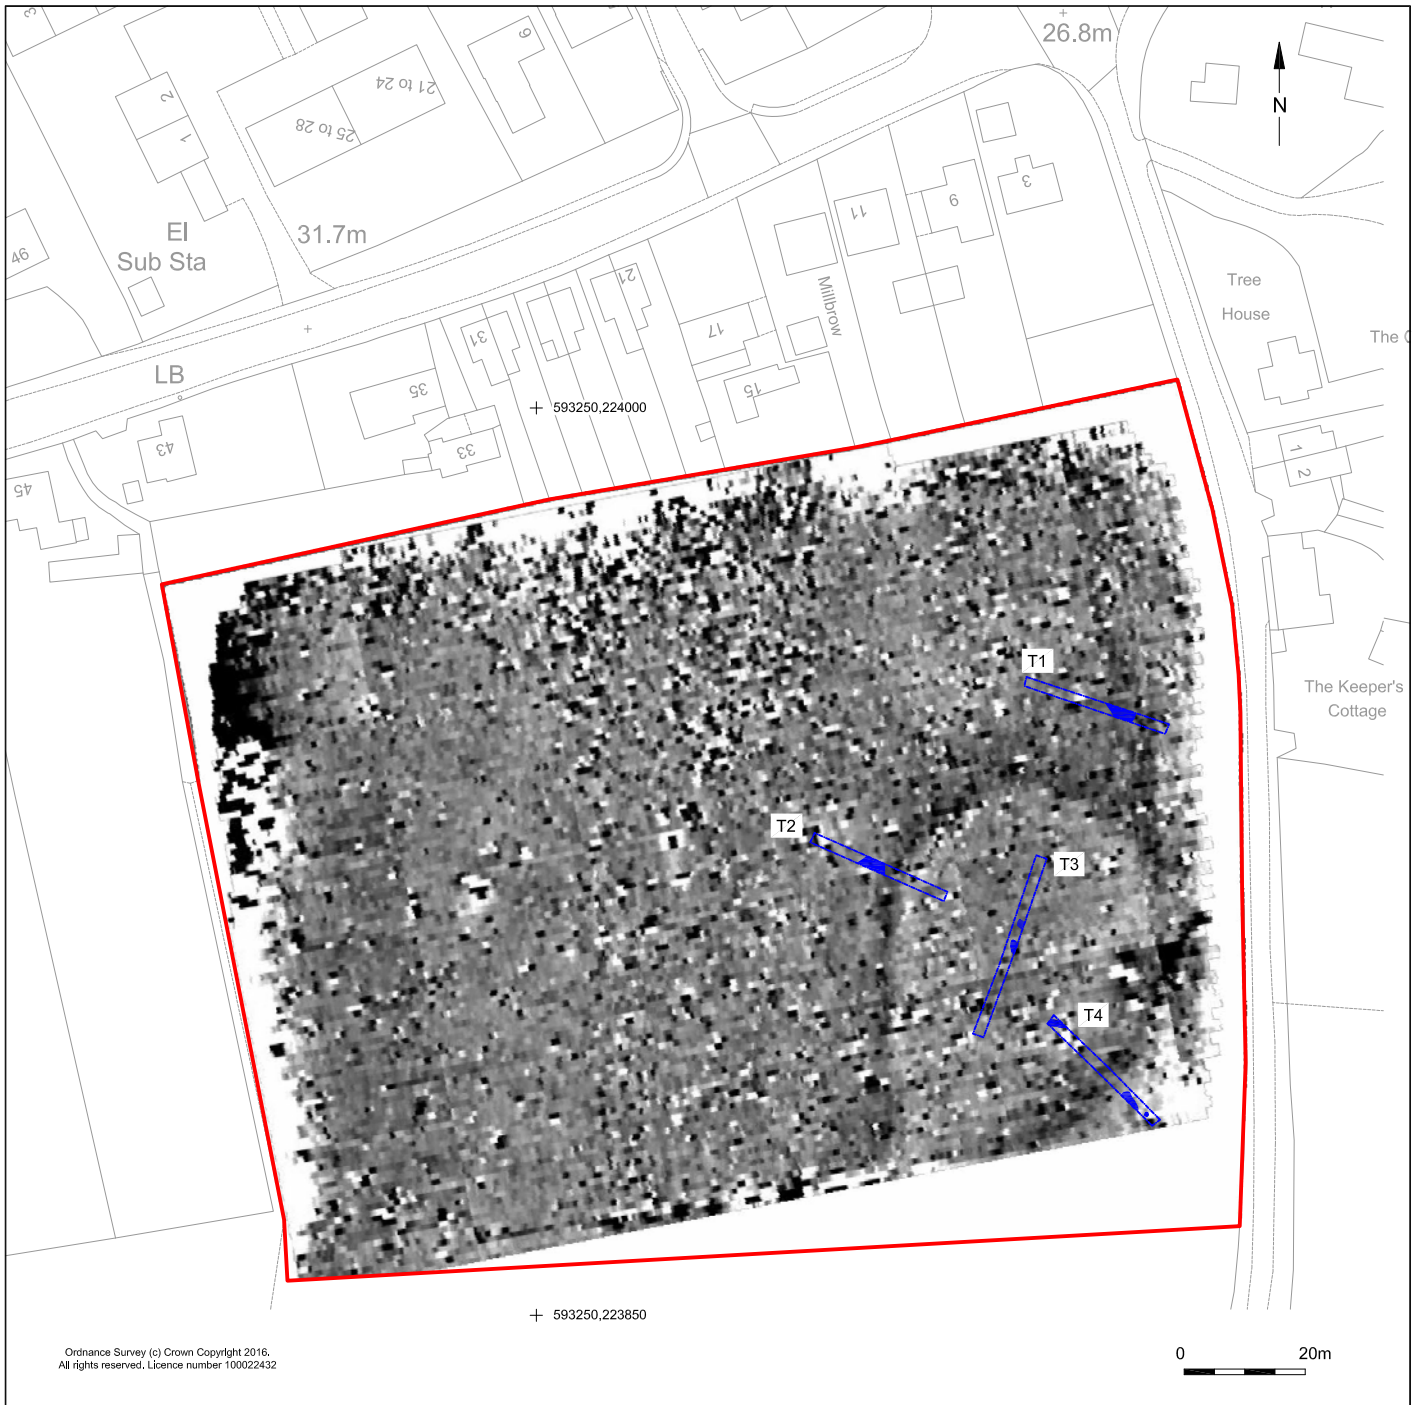 3
26.8m
9
2
1
21 to 24
25 to 28
N
El
Sub Sta
31.7m
46
11
9
3
Millbrow
21
31
17
15
Tree
House
The
LB
35
33
43
45
593250,224000
1
2
T1
The Keeper's
Cottage
T2
T3
T4
593250,223850
Ordnance Survey (c) Crown Copyright 2016.
All rights reserved. Licence number 100022432
0 20m